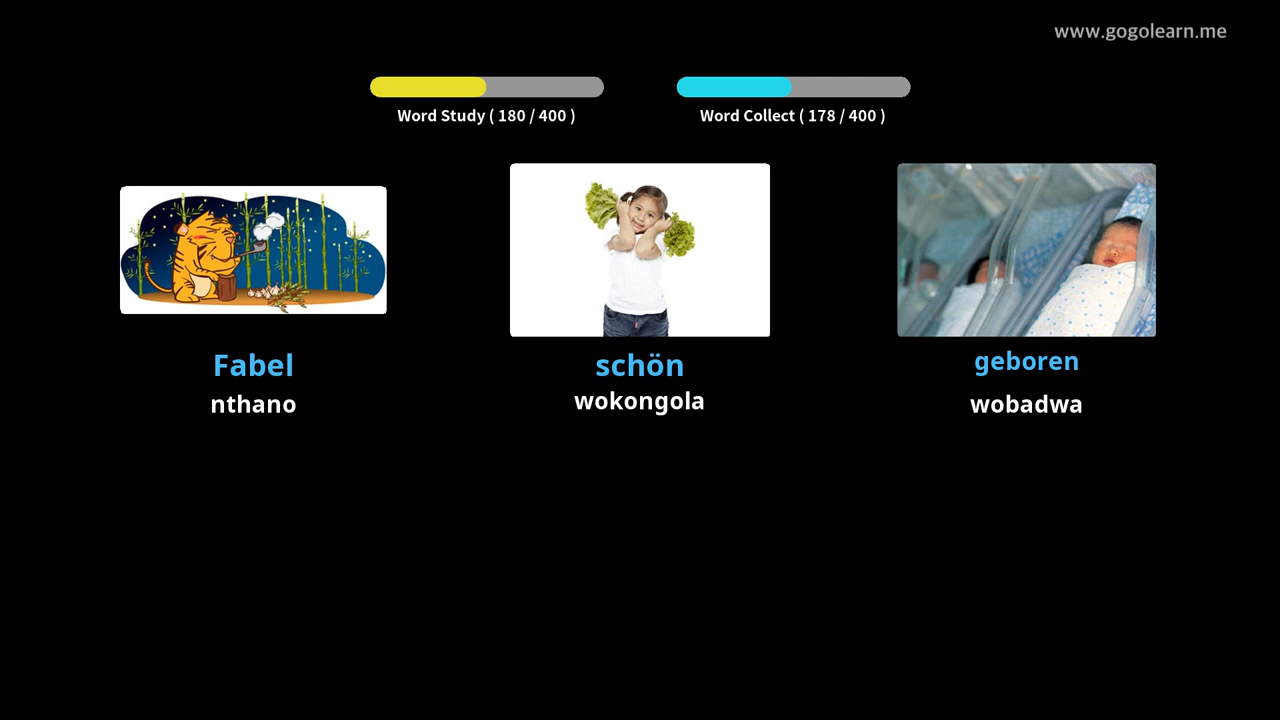 www.gogolearn.me
Word Study ( 180 / 400 )
Word Collect ( 178 / 400 )
Fabel
nthano
schön
wokongola
geboren
wobadwa